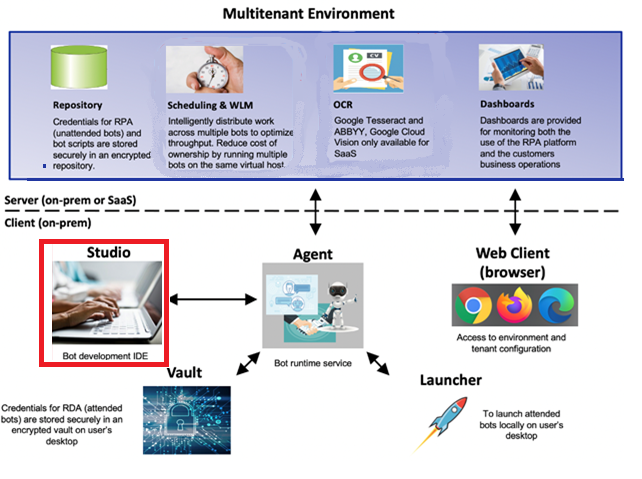 Multitenant Environment
Repository
Credentials for RPA
(unattended bots) and
bot scripts are stored
securely in an encrypted
repository.
Scheduling & WLM
Intelligently distribute work
across multiple bots to optimize
throughput. Reduce cost of
ownership by running multiple
bots on the same virtual host
CV
OCR
Google Tesseract and
ABBYY, Google Cloud
Vision only available for
SaaS
Dashboards
Dashboards are provided
for monitoring both the
use of the RPA platform
and the customers
business operations
Server (on-prem or SaaS)
Client (on-prem)
Studio
Bot development IDE
Agent
Bot runtime service
Web Client
(browser)
Access to environment and
tenant configuration
Vault
Credentials for RDA (attended
bots) are stored securely in an
encrypted vault on user's
desktop
Launcher
To launch attended
bots locally on user's
desktop